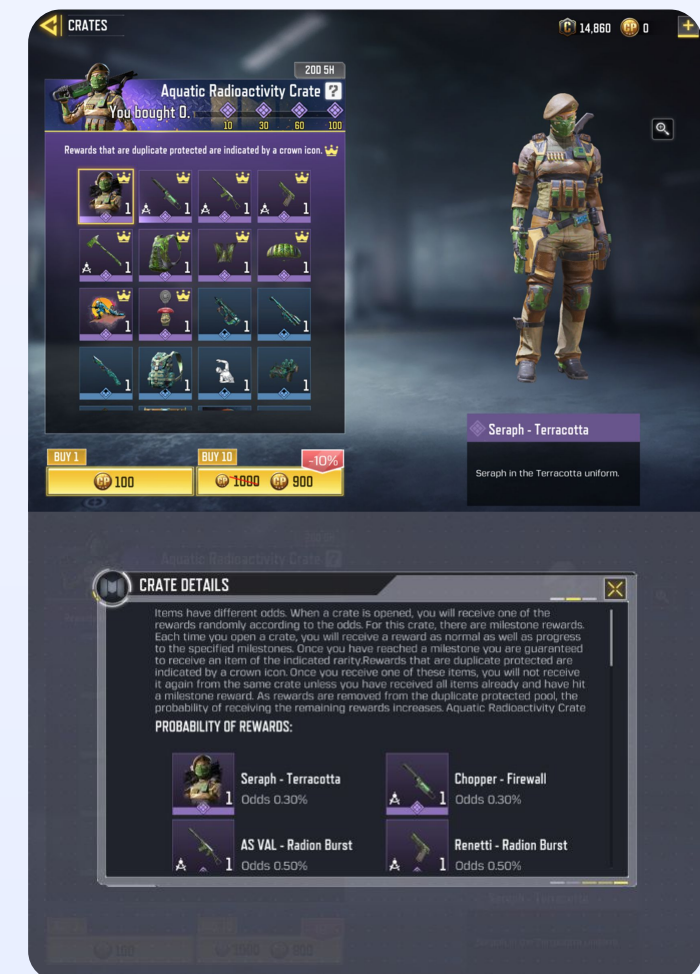 CRATES
14,860
0
200 5H
Aquatic Radioactivity Crate ?
You bought 0.
10 30 60 100
Rewards that are duplicate protected are indicated by a crown icon.
1 1 1 1
1 1 1 1
1 1 1 1
1 1 1 1
BUY 1
BUY 10
-10%
CP 100
CP 1000 CP 900
Seraph - Terracotta
Seraph in the Terracotta uniform.
Aquatic Radioactivity Crate ?
CRATE DETAILS
Items have different odds. When a crate is opened, you will receive one of the
rewards randomly according to the odds. For this crate, there are milestone rewards.
Each time you open a crate, you will receive a reward as normal as well as progress
to the specified milestones. Once you have reached a milestone you are guaranteed
to receive an item of the indicated rarity.Rewards that are duplicate protected are
indicated by a crown icon. Once you receive one of these items, you will not receive
it again from the same crate unless you have received all items already and have hit
a milestone reward. As rewards are removed from the duplicate protected pool, the
probability of receiving the remaining rewards increases. Aquatic Radioactivity Crate
PROBABILITY OF REWARDS:
1
Seraph - Terracotta
Odds 0.30%
1
Chopper - Firewall
Odds 0.30%
1
AS VAL - Radion Burst
Odds 0.50%
1
Renetti - Radion Burst
Odds 0.50%
100
1000
900